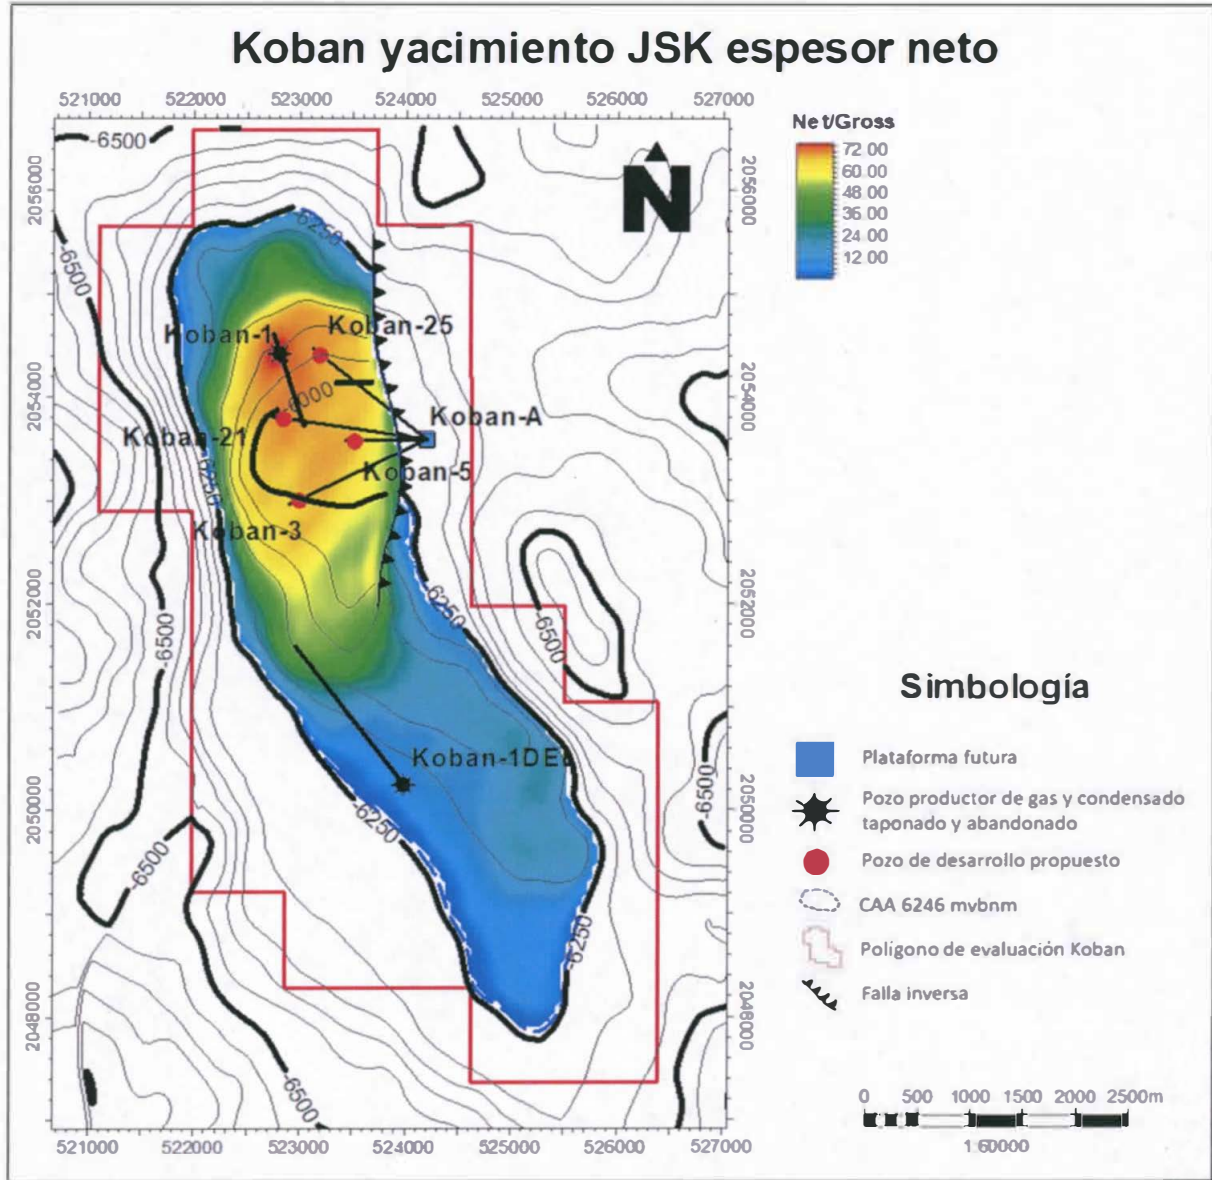 Koban yacimiento JSK espesor neto
521000 522000 523000 524000 525000 526000 527000
Net/Gross
72 00
60 00
48 00
36 00
24 00
12 00
N
2056000
2054000
2052000
2050000
2048000
2056000
2054000
2052000
2050000
2048000
-6500
-6250
-6500
Koban-1
Koban-25
-6000
Koban-A
Koban-21
Koban-5
-6250
Koban-3
-6250
-6500
-6500
Koban-1DE
-6250
-6500
-6500
-6250
-6500
Simbología
Plataforma futura
Pozo productor de gas y condensado
taponado y abandonado
Pozo de desarrollo propuesto
CAA 6246 mvbnm
Polígono de evaluación Koban
Falla inversa
0 500 1000 1500 2000 2500m
1:60000
521000 522000 523000 524000 525000 526000 527000